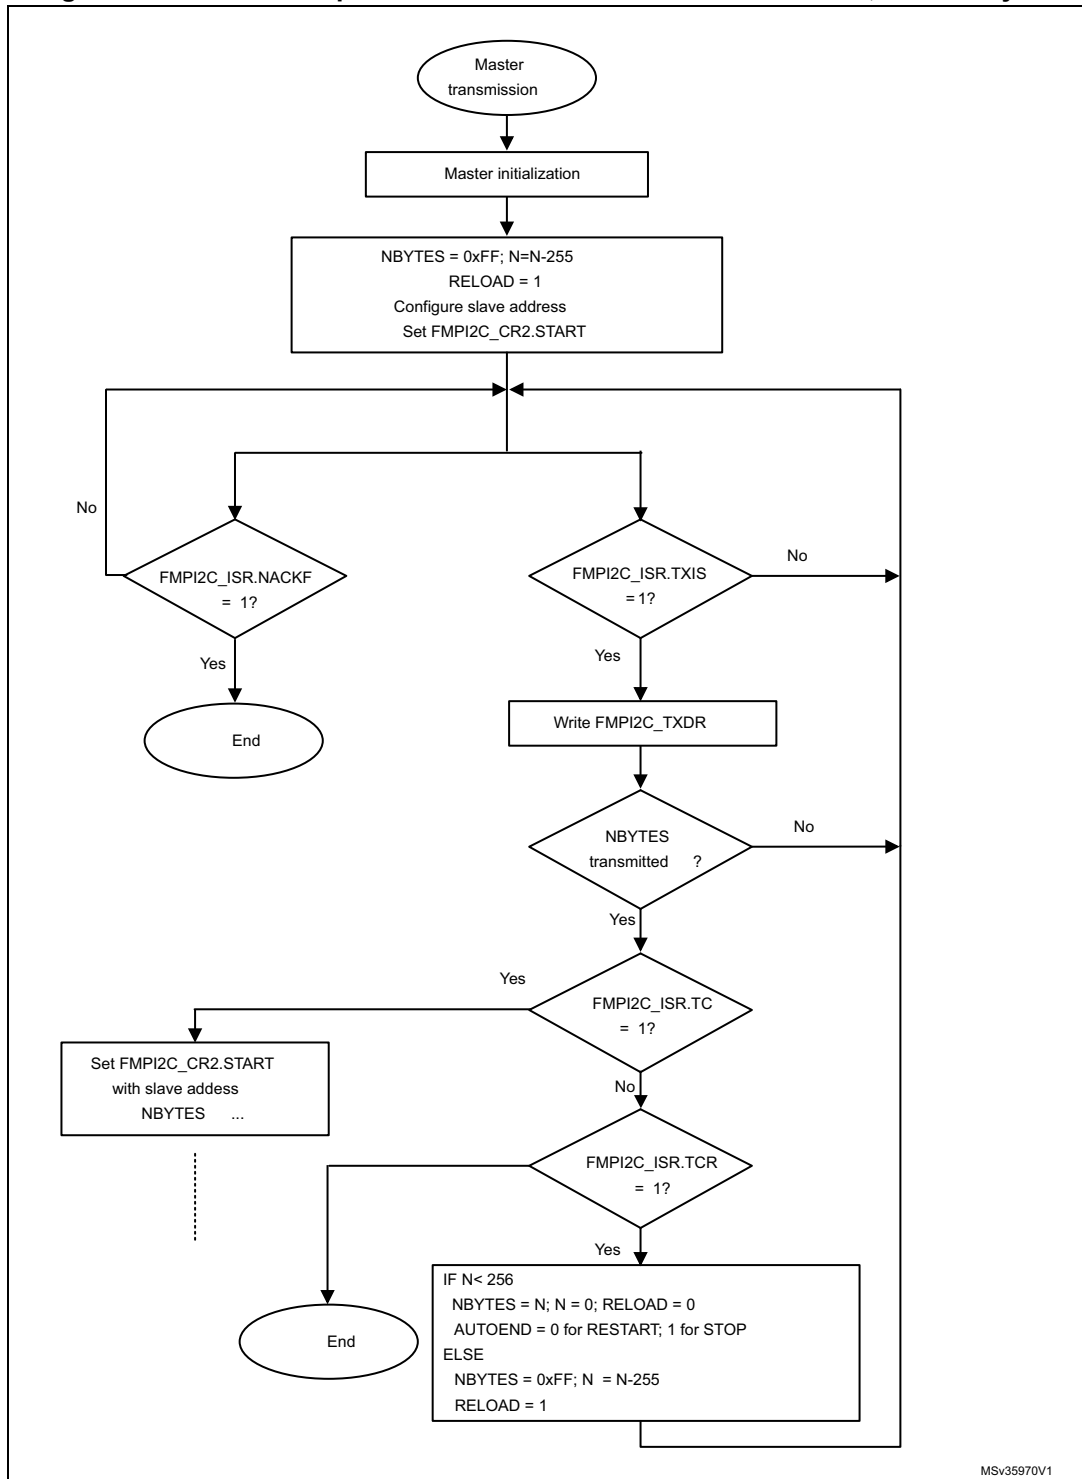 Master
transmission
Master initialization
NBYTES = 0xFF; N=N-255
RELOAD = 1
Configure slave address
Set FMPI2C_CR2.START
No
FMPI2C_ISR.NACKF
= 1?
Yes
End
FMPI2C_ISR.TXIS
=1?
No
Yes
Write FMPI2C_TXDR
NBYTES
transmitted ?
No
Yes
FMPI2C_ISR.TC
= 1?
Yes
Set FMPI2C_CR2.START
with slave addess
NBYTES ...
No
FMPI2C_ISR.TCR
= 1?
Yes
End
IF N< 256
NBYTES = N; N = 0; RELOAD = 0
AUTOEND = 0 for RESTART; 1 for STOP
ELSE
NBYTES = 0xFF; N = N-255
RELOAD = 1
MSv35970V1